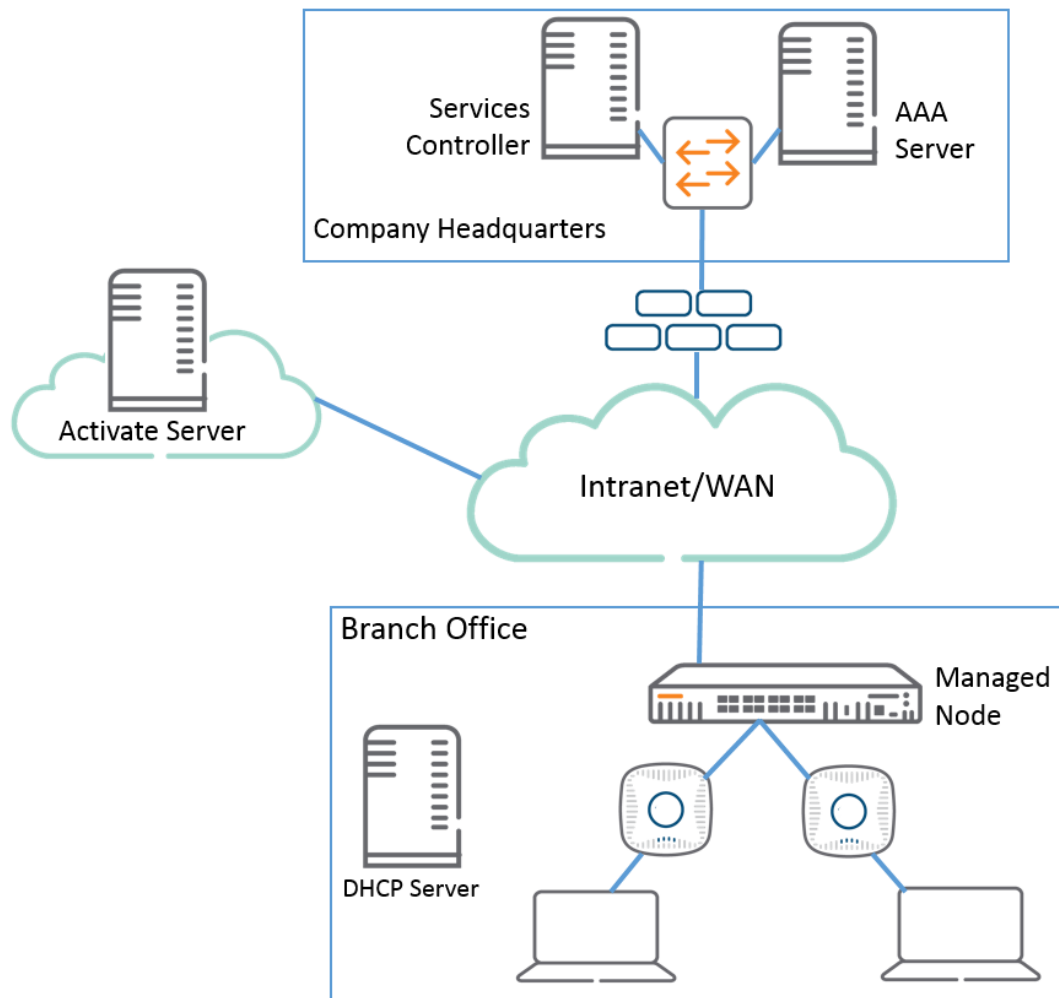 Services
Controller
AAA
Server
Company Headquarters
Activate Server
Intranet/WAN
Branch Office
Managed
Node
DHCP Server